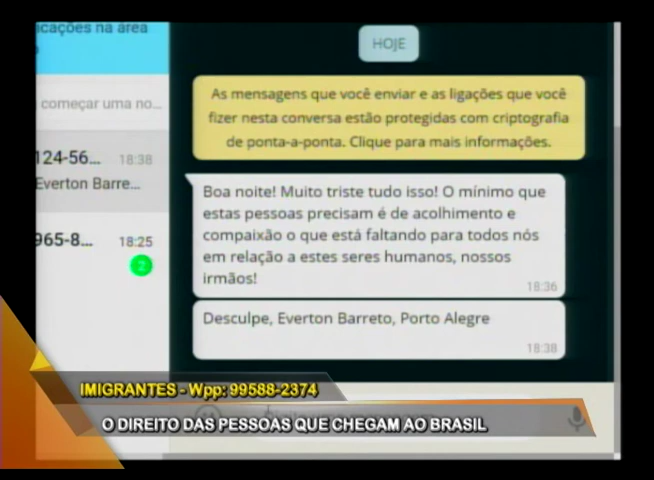 icações na área
começar uma no...
124-56... 18:38
Everton Barre...
965-8... 18:25
2
HOJE
As mensagens que você enviar e as ligações que você
fizer nesta conversa estão protegidas com criptografia
de ponta-a-ponta. Clique para mais informações.
Boa noite! Muito triste tudo isso! O mínimo que
estas pessoas precisam é de acolhimento e
compaixão o que está faltando para todos nós
em relação a estes seres humanos, nossos
irmãos!
18:36
Desculpe, Everton Barreto, Porto Alegre
18:38
IMIGRANTES - Wpp: 99588-2374
O DIREITO DAS PESSOAS QUE CHEGAM AO BRASIL